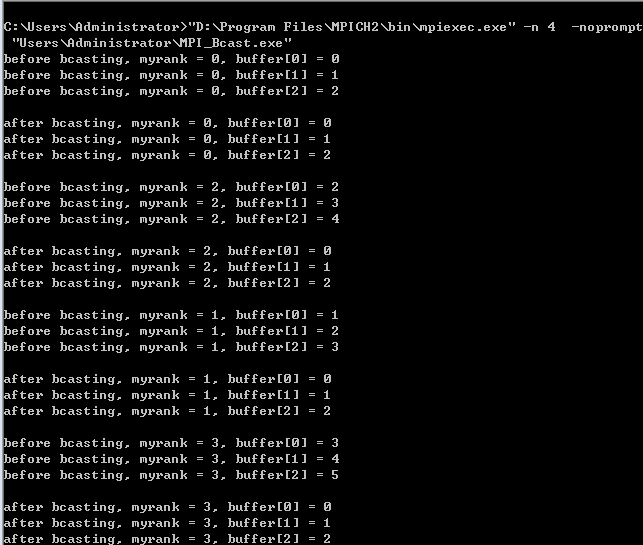 C:\Users\Administrator>"D:\Program Files\MPICH2\bin\mpiexec.exe" -n 4  -noprompt
 "Users\Administrator\MPI_Bcast.exe"
before bcasting, myrank = 0, buffer[0] = 0
before bcasting, myrank = 0, buffer[1] = 1
before bcasting, myrank = 0, buffer[2] = 2

after bcasting, myrank = 0, buffer[0] = 0
after bcasting, myrank = 0, buffer[1] = 1
after bcasting, myrank = 0, buffer[2] = 2

before bcasting, myrank = 2, buffer[0] = 2
before bcasting, myrank = 2, buffer[1] = 3
before bcasting, myrank = 2, buffer[2] = 4

after bcasting, myrank = 2, buffer[0] = 0
after bcasting, myrank = 2, buffer[1] = 1
after bcasting, myrank = 2, buffer[2] = 2

before bcasting, myrank = 1, buffer[0] = 1
before bcasting, myrank = 1, buffer[1] = 2
before bcasting, myrank = 1, buffer[2] = 3

after bcasting, myrank = 1, buffer[0] = 0
after bcasting, myrank = 1, buffer[1] = 1
after bcasting, myrank = 1, buffer[2] = 2

before bcasting, myrank = 3, buffer[0] = 3
before bcasting, myrank = 3, buffer[1] = 4
before bcasting, myrank = 3, buffer[2] = 5

after bcasting, myrank = 3, buffer[0] = 0
after bcasting, myrank = 3, buffer[1] = 1
after bcasting, myrank = 3, buffer[2] = 2